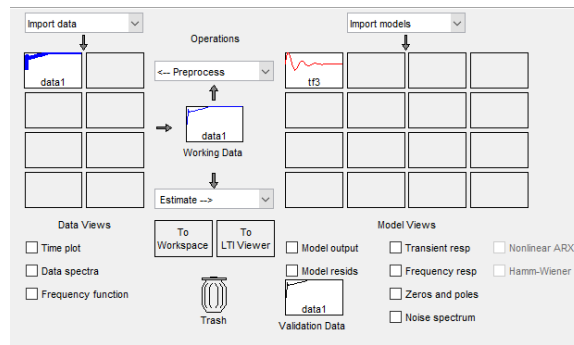 Import data
Import models
Operations
data1
<-- Preprocess
tf3
data1
Working Data
Estimate -->
Data Views
To
Workspace
To
LTI Viewer
Model Views
Time plot
Data spectra
Frequency function
Trash
Model output
Model resids
data1
Validation Data
Transient resp
Frequency resp
Zeros and poles
Noise spectrum
Nonlinear ARX
Hamm-Wiener